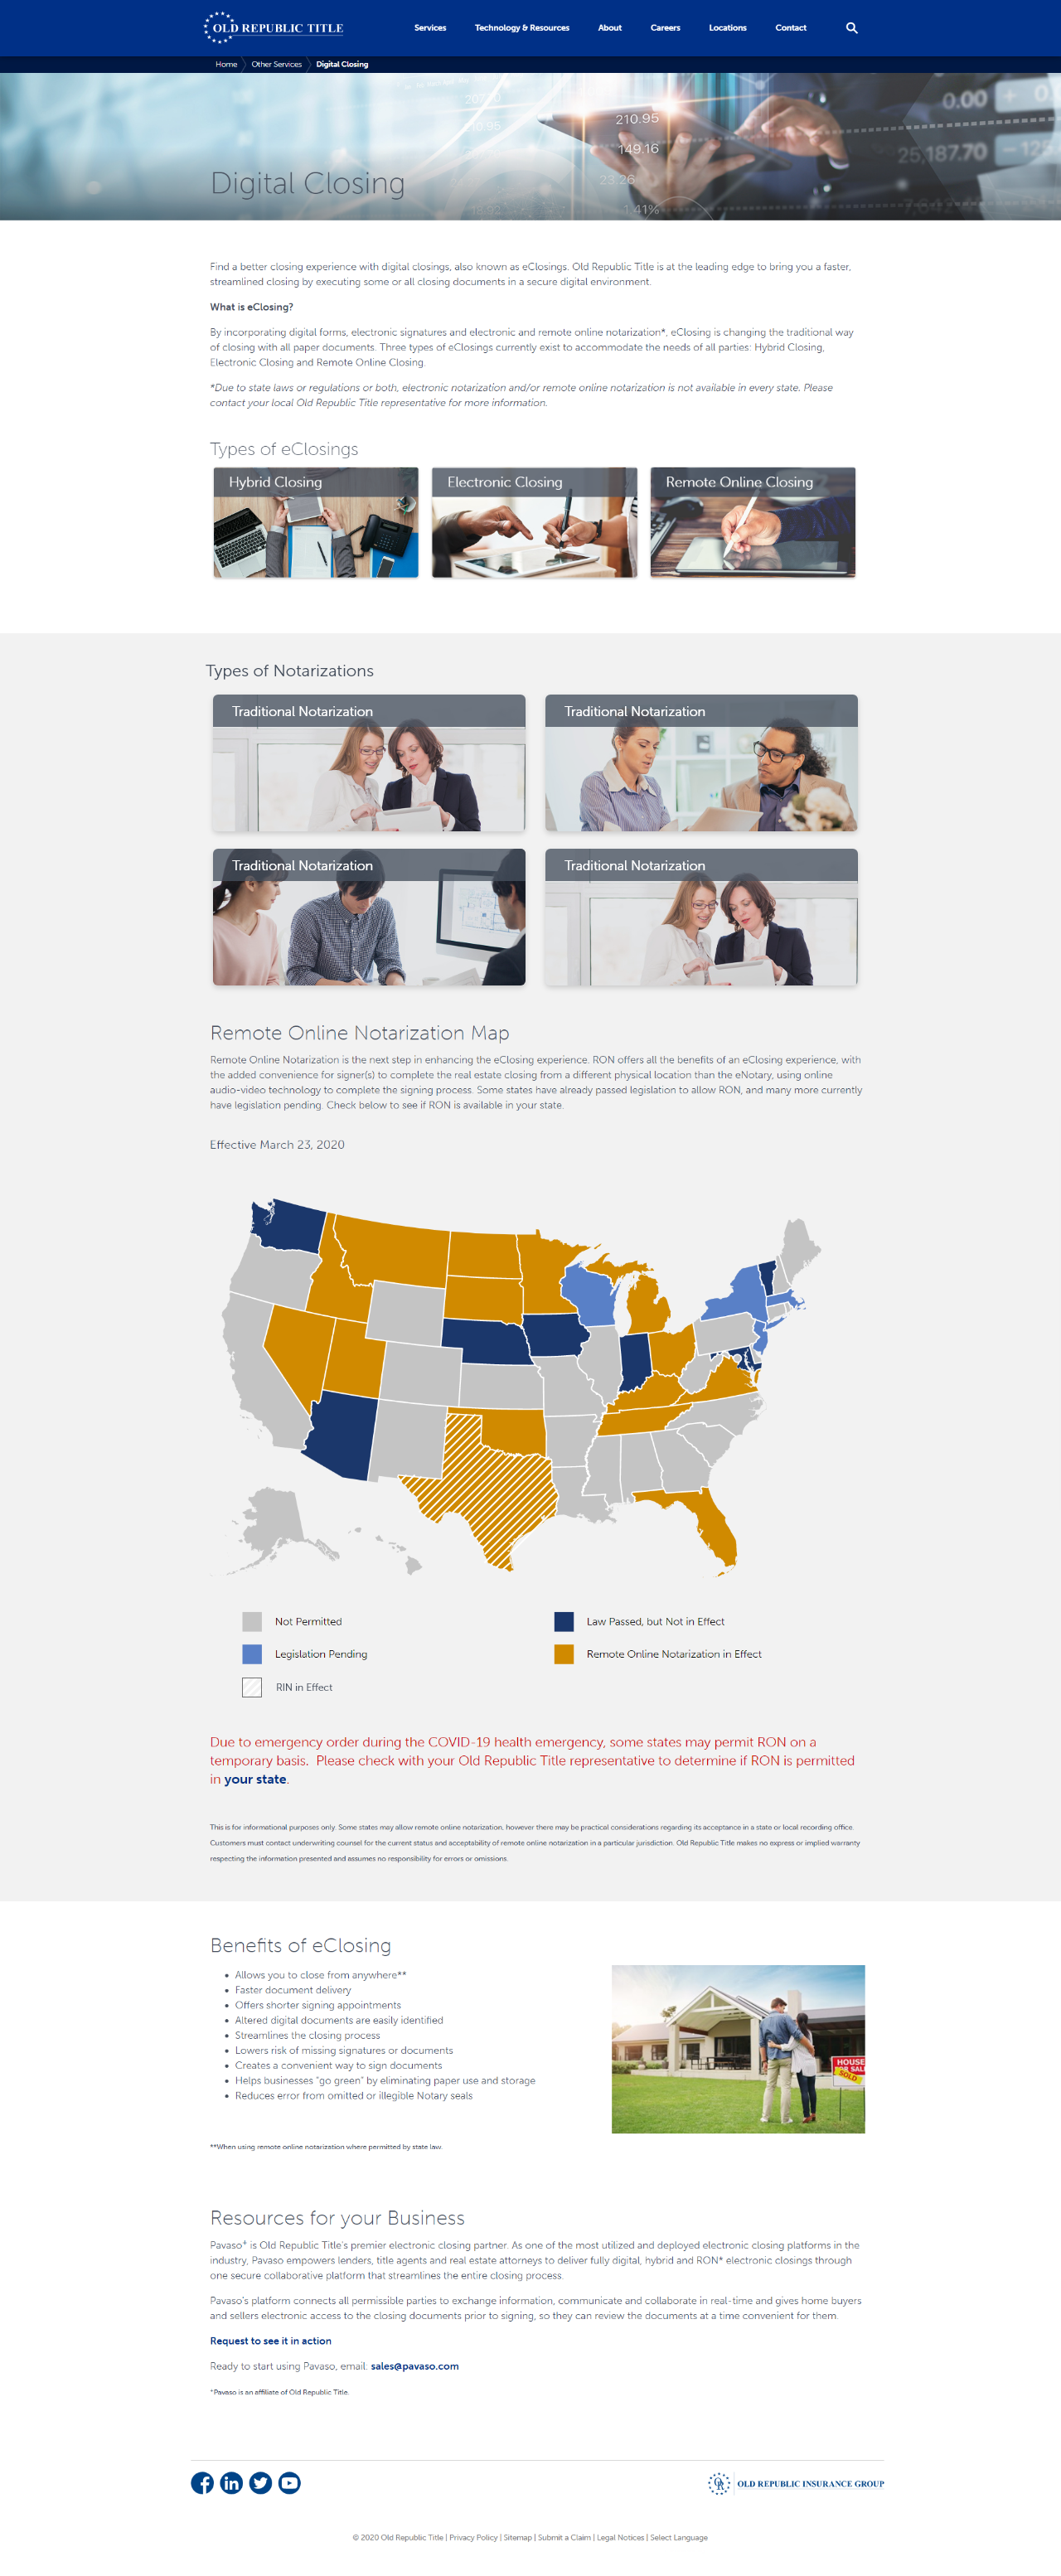 OLD REPUBLIC TITLE
Services Technology & Resources About Careers Locations Contact
Home Other Services Digital Closing
210.95
149.16
23.26
1.41%
0.00
25,187.70
Digital Closing
Find a better closing experience with digital closings, also known as eClosings. Old Republic Title is at the leading edge to bring you a faster,
streamlined closing by executing some or all closing documents in a secure digital environment.
What is eClosing?
By incorporating digital forms, electronic signatures and electronic and remote online notarization*, eClosing is changing the traditional way
of closing with all paper documents. Three types of eClosings currently exist to accommodate the needs of all parties: Hybrid Closing,
Electronic Closing and Remote Online Closing.
*Due to state laws or regulations or both, electronic notarization and/or remote online notarization is not available in every state. Please
contact your local Old Republic Title representative for more information.
Types of eClosings
Hybrid Closing
Electronic Closing
Remote Online Closing
Types of Notarizations
Traditional Notarization
Traditional Notarization
Traditional Notarization
Traditional Notarization
Remote Online Notarization Map
Remote Online Notarization is the next step in enhancing the eClosing experience. RON offers all the benefits of an eClosing experience, with
the added convenience for signer(s) to complete the real estate closing from a different physical location than the eNotary, using online
audio-video technology to complete the signing process. Some states have already passed legislation to allow RON, and many more currently
have legislation pending. Check below to see if RON is available in your state.
Effective March 23, 2020
Not Permitted
Law Passed, but Not in Effect
Legislation Pending
Remote Online Notarization in Effect
RIN in Effect
Due to emergency order during the COVID-19 health emergency, some states may permit RON on a
temporary basis. Please check with your Old Republic Title representative to determine if RON is permitted
in your state.
This is for informational purposes only. Some states may allow remote online notarization, however there may be practical considerations regarding its acceptance in a state or local recording office.
Customers must contact underwriting counsel for the current status and acceptability of remote online notarization in a particular jurisdiction. Old Republic Title makes no express or implied warranty
respecting the information presented and assumes no responsibility for errors or omissions.
Benefits of eClosing
• Allows you to close from anywhere**
• Faster document delivery
• Offers shorter signing appointments
• Altered digital documents are easily identified
• Streamlines the closing process
• Lowers risk of missing signatures or documents
• Creates a convenient way to sign documents
• Helps businesses "go green" by eliminating paper use and storage
• Reduces error from omitted or illegible Notary seals
HOUSE
SOLD
**When using remote online notarization where permitted by state law.
Resources for your Business
Pavaso⁺ is Old Republic Title's premier electronic closing partner. As one of the most utilized and deployed electronic closing platforms in the
industry, Pavaso empowers lenders, title agents and real estate attorneys to deliver fully digital, hybrid and RON* electronic closings through
one secure collaborative platform that streamlines the entire closing process.
Pavaso's platform connects all permissible parties to exchange information, communicate and collaborate in real-time and gives home buyers
and sellers electronic access to the closing documents prior to signing, so they can review the documents at a time convenient for them.
Request to see it in action
Ready to start using Pavaso, email: sales@pavaso.com
⁺Pavaso is an affiliate of Old Republic Title.
OLD REPUBLIC INSURANCE GROUP
© 2020 Old Republic Title | Privacy Policy | Sitemap | Submit a Claim | Legal Notices | Select Language